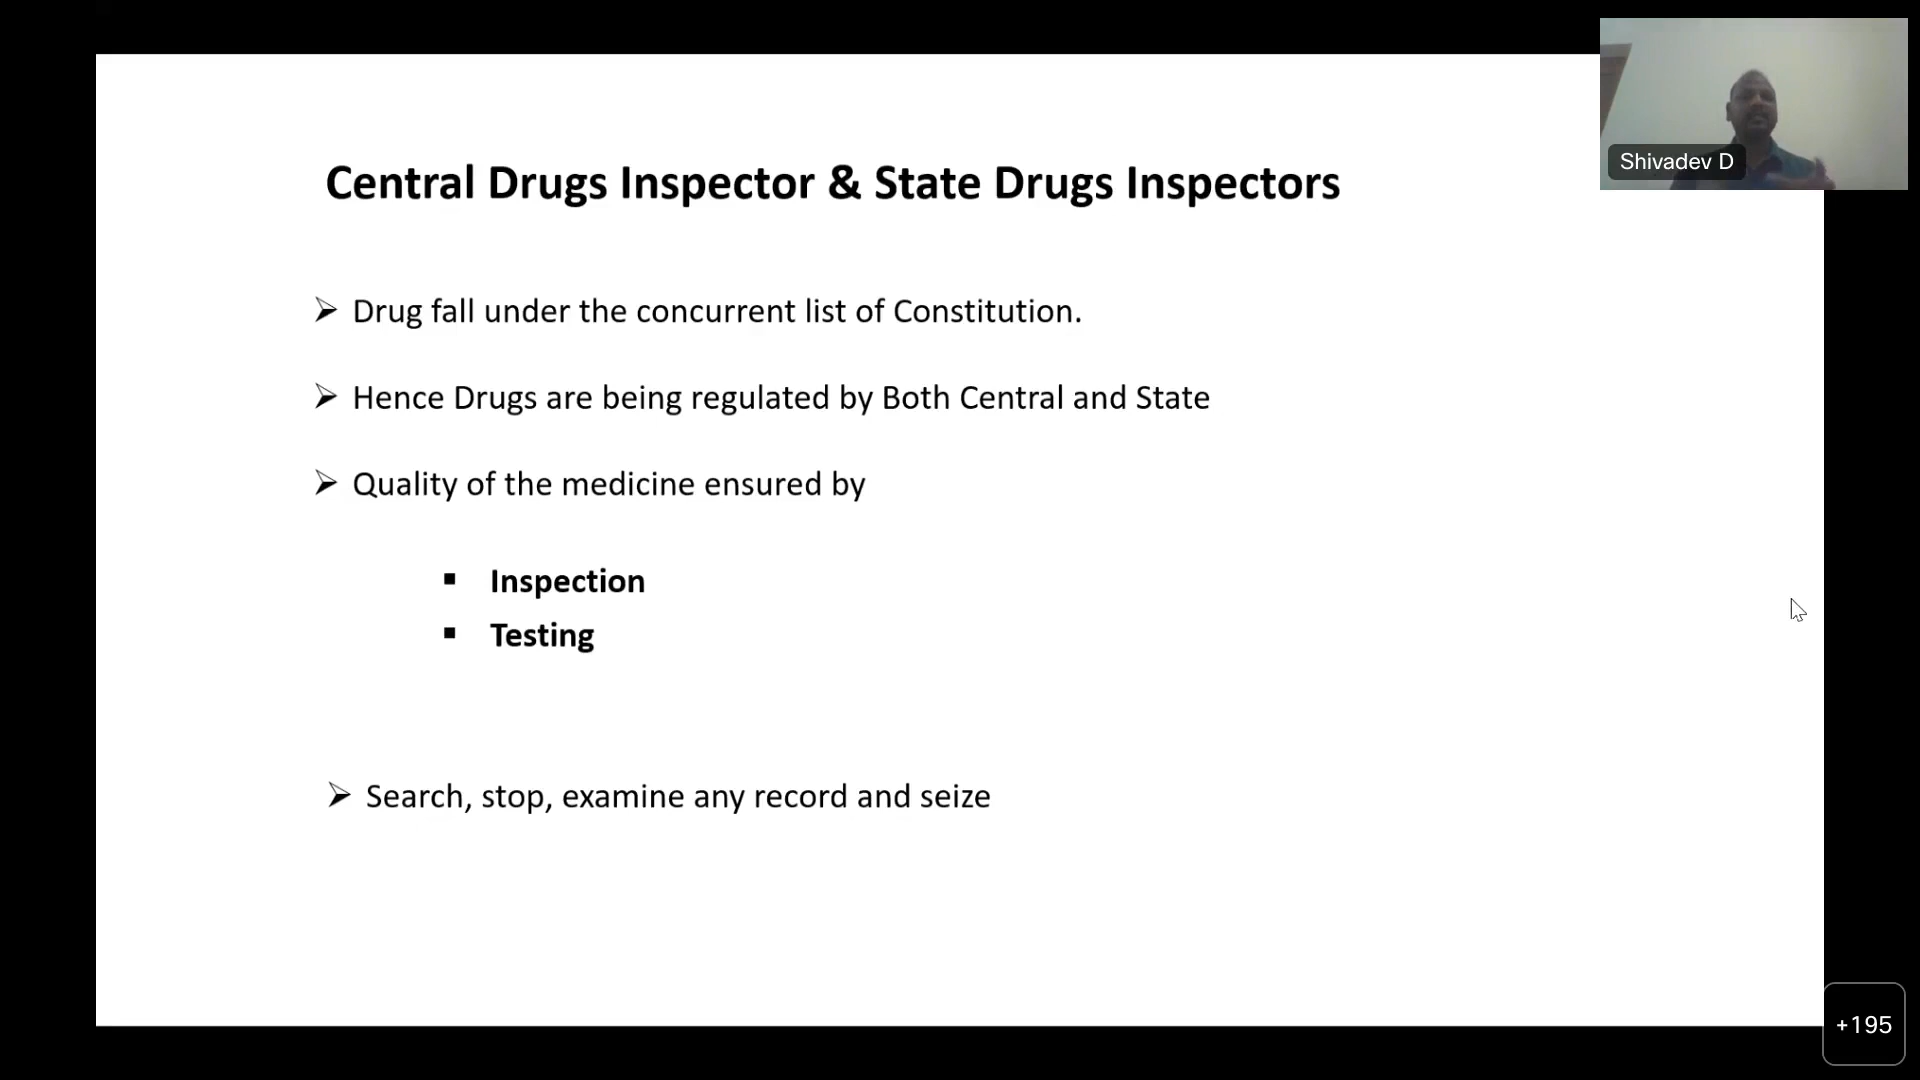 Shivadev D
Central Drugs Inspector & State Drugs Inspectors
Drug fall under the concurrent list of Constitution.
Hence Drugs are being regulated by Both Central and State
Quality of the medicine ensured by
Inspection
Testing
Search, stop, examine any record and seize
+195